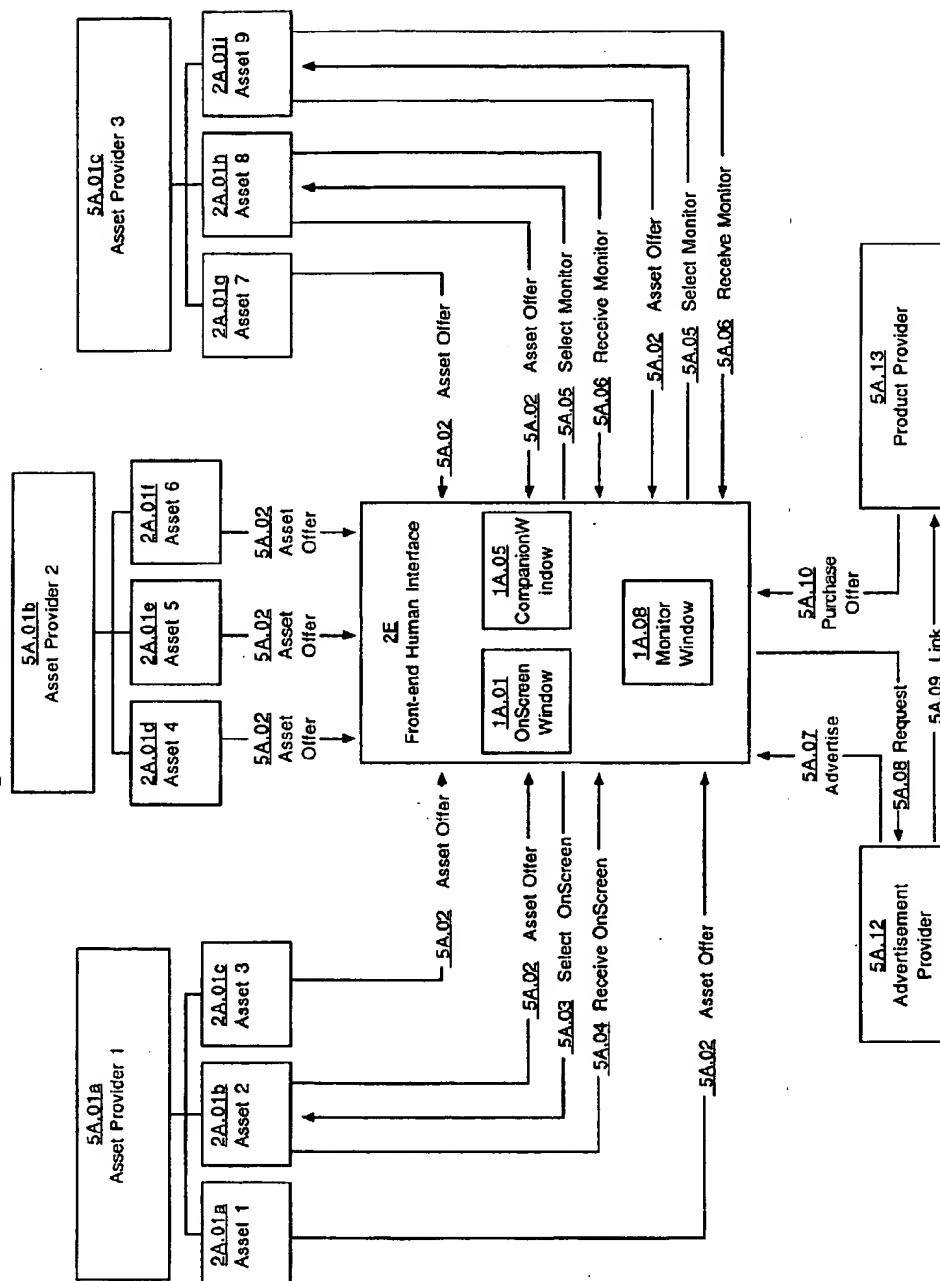 5A.01a
Asset Provider 1
2A.01a
Asset 1
2A.01b
Asset 2
2A.01c
Asset 3
5A.01b
Asset Provider 2
2A.01d
Asset 4
2A.01e
Asset 5
2A.01f
Asset 6
5A.01c
Asset Provider 3
2A.01g
Asset 7
2A.01h
Asset 8
2A.01i
Asset 9
5A.02
Asset
Offer
5A.02
Asset
Offer
5A.02
Asset
Offer
5A.02 Asset Offer
5A.02 Asset Offer
5A.03 Select OnScreen
5A.04 Receive OnScreen
5A.02 Asset Offer
2E
Front-end Human Interface
1A.01
OnScreen
Window
1A.05
CompanionW
indow
1A.08
Monitor
Window
5A.02 Asset Offer
5A.02 Asset Offer
5A.05 Select Monitor
5A.06 Receive Monitor
5A.02 Asset Offer
5A.05 Select Monitor
5A.06 Receive Monitor
5A.07
Advertise
5A.08 Request
5A.10
Purchase
Offer
5A.12
Advertisement
Provider
5A.09 Link
5A.13
Product Provider